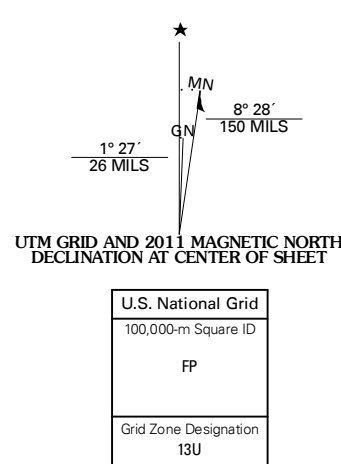 MN
GN
8° 28´
150 MILS
1° 27´
26 MILS
UTM GRID AND 2011 MAGNETIC NORTH
DECLINATION AT CENTER OF SHEET
U.S. National Grid
100,000-m Square ID
FP
Grid Zone Designation
13U